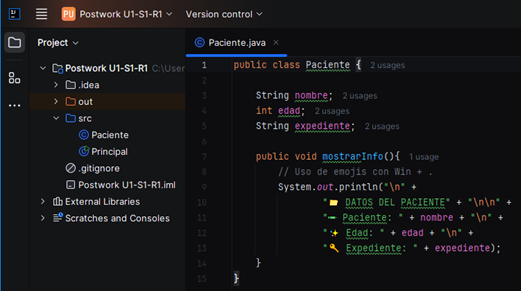 PU Postwork U1-S1-R1 Version control
Project
Postwork U1-S1-R1 C:\User
.idea
out
src
Paciente
Principal
.gitignore
Postwork U1-S1-R1.iml
External Libraries
Scratches and Consoles
Paciente.java
1 public class Paciente { 2 usages
2
3 String nombre; 2 usages
4 int edad; 2 usages
5 String expediente; 2 usages
6
7 public void mostrarInfo(){ 1 usage
8 // Uso de emojis con Win + .
9 System.out.println("\n" +
10 "📂 DATOS DEL PACIENTE" + "\n\n" +
11 " Paciente: " + nombre + "\n" +
12 "✨ Edad: " + edad + "\n" +
13 "🔑 Expediente: " + expediente);
14 }
15 }